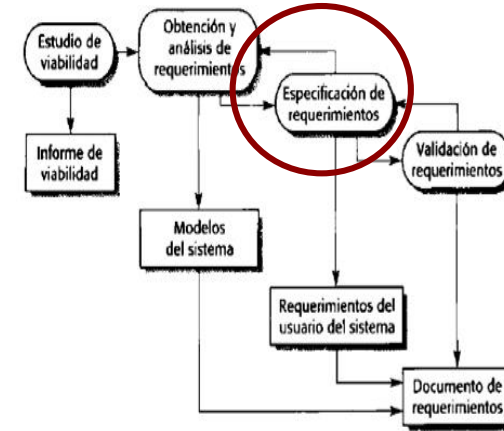 Estudio de
viabilidad
Obtención y
análisis de
requerimientos
Especificación de
requerimientos
Informe de
viabilidad
Validación de
requerimientos
Modelos
del sistema
Requerimientos del
usuario del sistema
Documento de
requerimientos